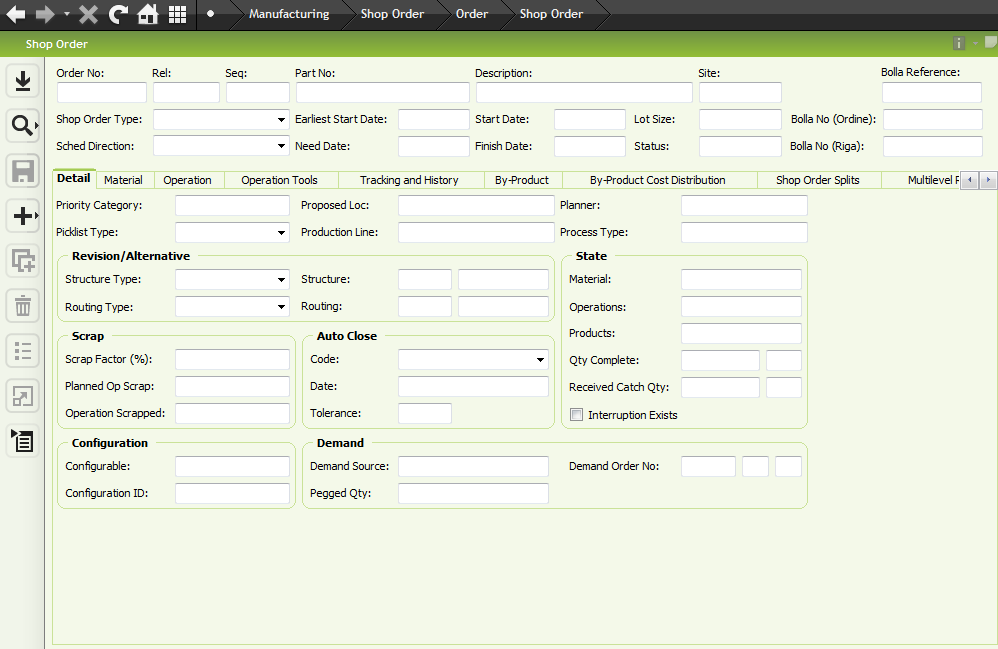 Manufacturing Shop Order Order Shop Order
Shop Order
Order No: Rel: Seq: Part No: Description: Site: Bolla Reference:
Shop Order Type: Earliest Start Date: Start Date: Lot Size: Bolla No (Ordine):
Sched Direction: Need Date: Finish Date: Status: Bolla No (Riga):
Detail Material Operation Operation Tools Tracking and History By-Product By-Product Cost Distribution Shop Order Splits Multilevel
Priority Category: Proposed Loc: Planner:
Picklist Type: Production Line: Process Type:
Revision/Alternative State
Structure Type: Structure: Material:
Routing Type: Routing: Operations:
Products:
Scrap Auto Close
Scrap Factor (%): Code: Qty Complete:
Planned Op Scrap: Date: Received Catch Qty:
Operation Scrapped: Tolerance: Interruption Exists
Configuration Demand
Configurable: Demand Source: Demand Order No:
Configuration ID: Pegged Qty: